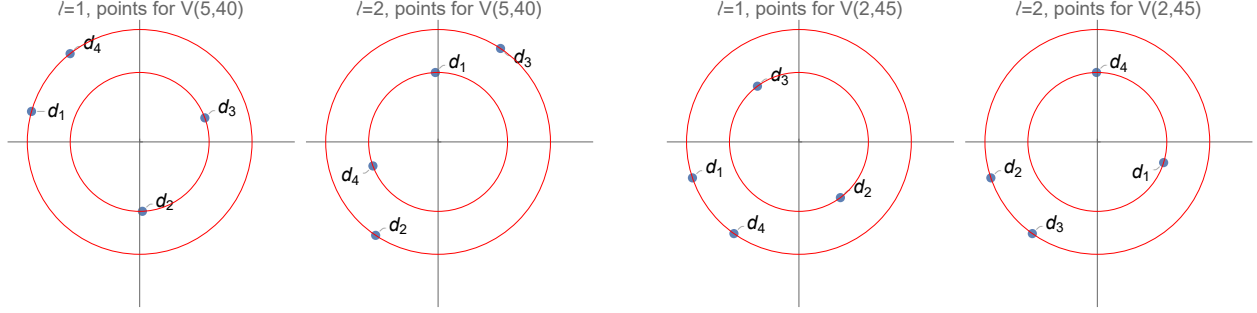 l=1, points for V(5,40)
d4
d1
d3
d2
l=2, points for V(5,40)
d3
d1
d4
d2
l=1, points for V(2,45)
d3
d1
d2
d4
l=2, points for V(2,45)
d4
d2
d1
d3